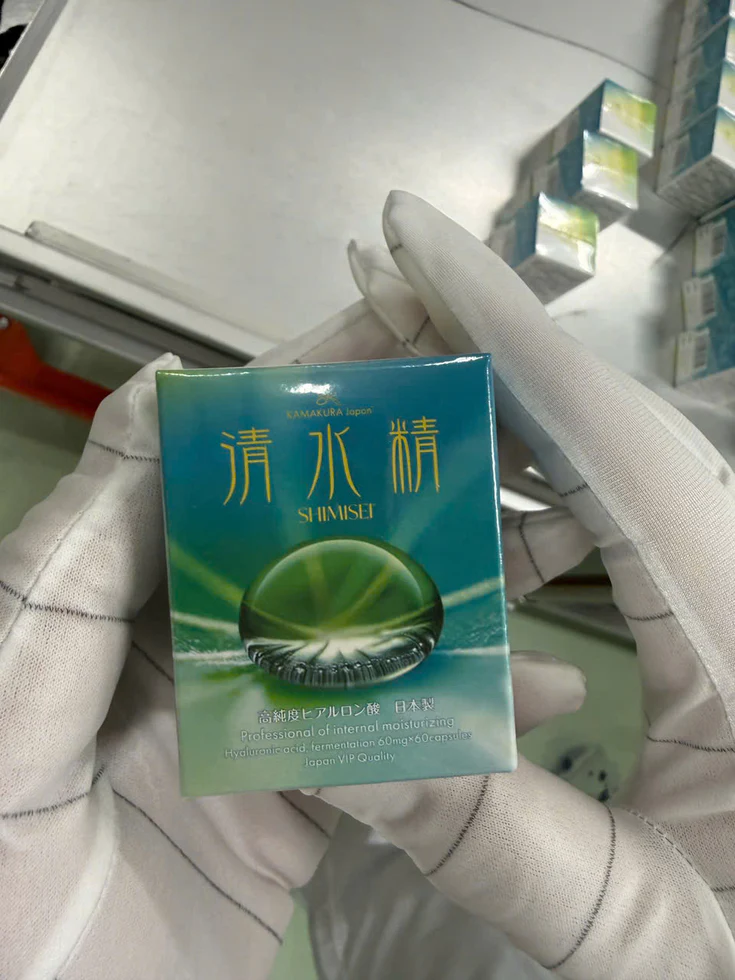 KAMAKURA Japan
清水精
SHIMISEI
高純度ヒアルロン酸　日本製
Professional of internal moisturizing
Hyaluronic acid, fermentation 60mg×60capsules
Japan VIP Quality